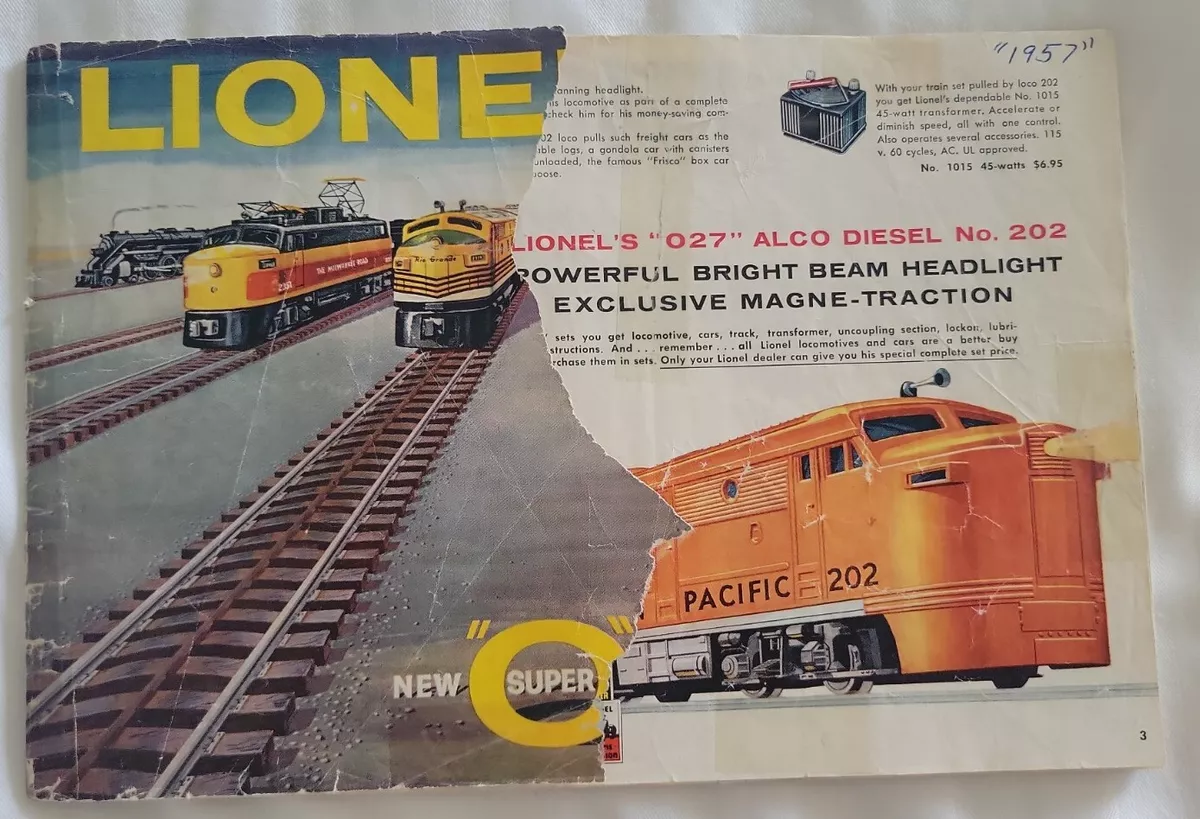 LIONE
"1957"
anning headlight.
his locomotive as part of a complete
check him for his money-saving com-
02 loco pulls such freight cars as the
ble logs, a gondola car with canisters
unloaded, the famous "Frisco" box car
oose.
With your train set pulled by loco 202
you get Lionel's dependable No. 1015
45-watt transformer. Accelerate or
diminish speed, all with one control.
Also operates several accessories. 115
v. 60 cycles, AC. UL approved.
No. 1015 45-watts $6.95
THE MILWAUKEE ROAD
2351
Rio Grande
LIONEL'S "O27" ALCO DIESEL No. 202
POWERFUL BRIGHT BEAM HEADLIGHT
EXCLUSIVE MAGNE-TRACTION
sets you get locomotive, cars, track, transformer, uncoupling section, lockon, lubri-
structions. And ... remember ... all Lionel locomotives and cars are a better buy
rchase them in sets. Only your Lionel dealer can give you his special complete set price.
PACIFIC 202
NEW "O"
SUPER
3